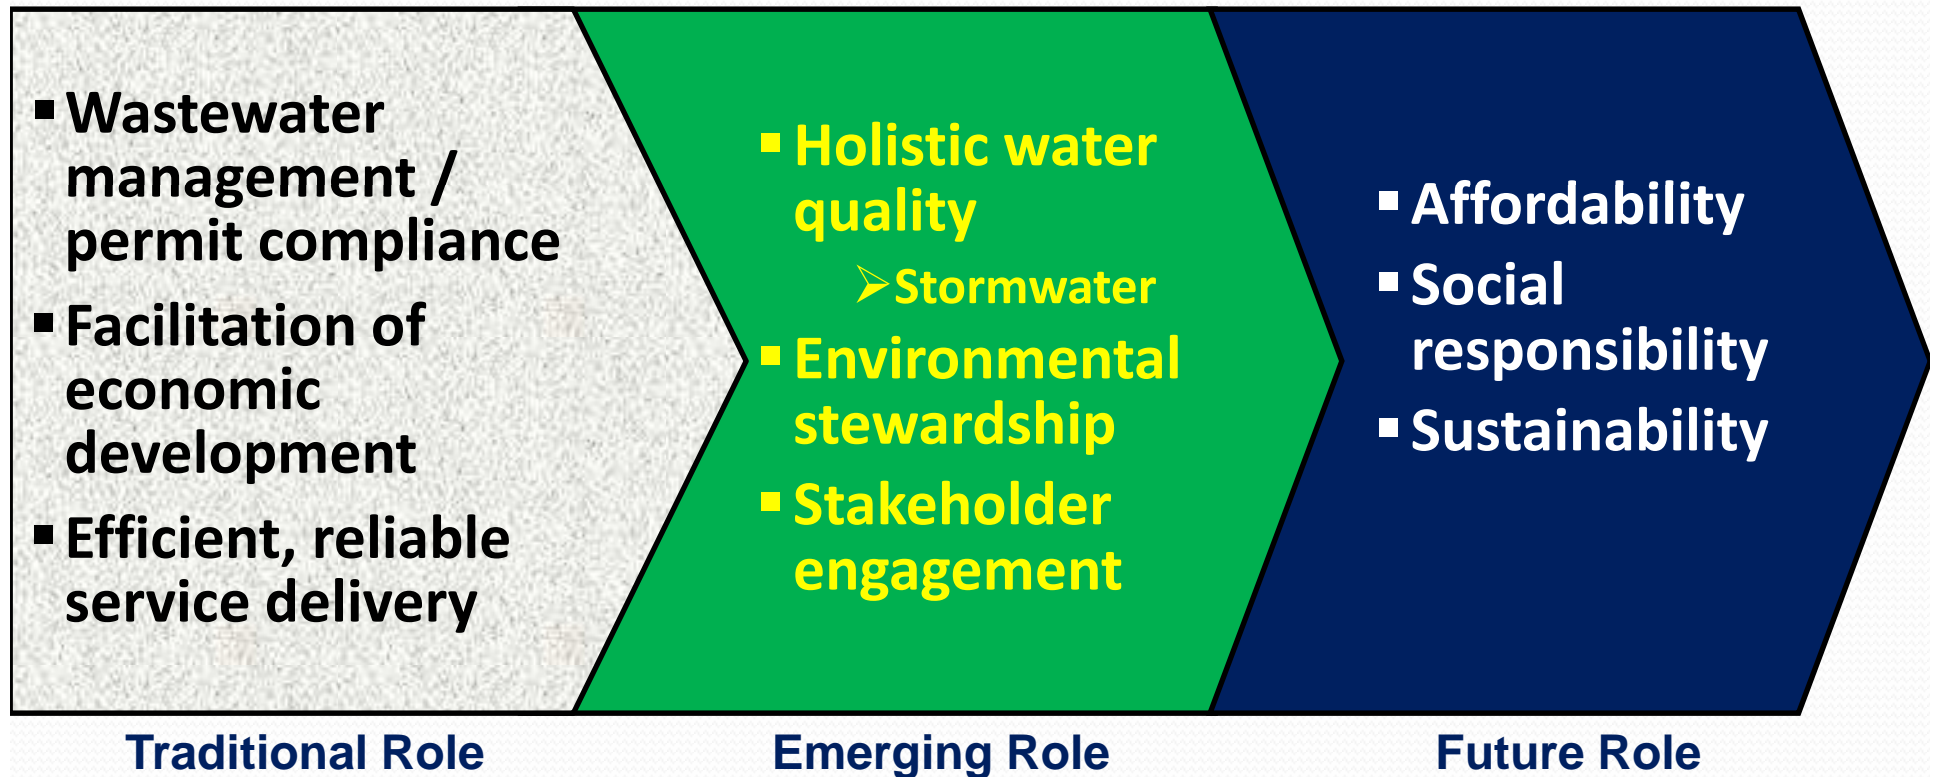 ▪ Wastewater
management /
permit compliance
▪ Facilitation of
economic
development
▪ Efficient, reliable
service delivery
▪ Holistic water
quality
➢ Stormwater
▪ Environmental
stewardship
▪ Stakeholder
engagement
▪ Affordability
▪ Social
responsibility
▪ Sustainability
Traditional Role
Emerging Role
Future Role